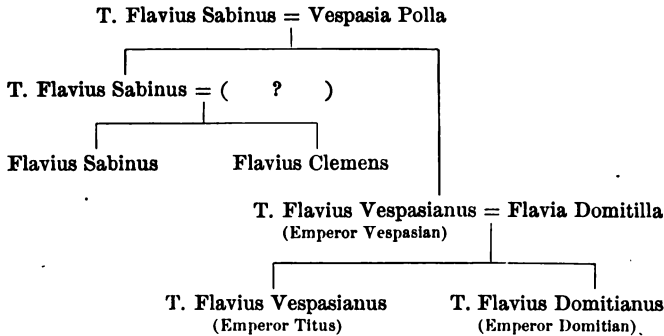 T. Flavius Sabinus = Vespasia Polla
T. Flavius Sabinus = ( ? )
Flavius Sabinus Flavius Clemens
T. Flavius Vespasianus = Flavia Domitilla
(Emperor Vespasian)
T. Flavius Vespasianus T. Flavius Domitianus
(Emperor Titus) (Emperor Domitian)